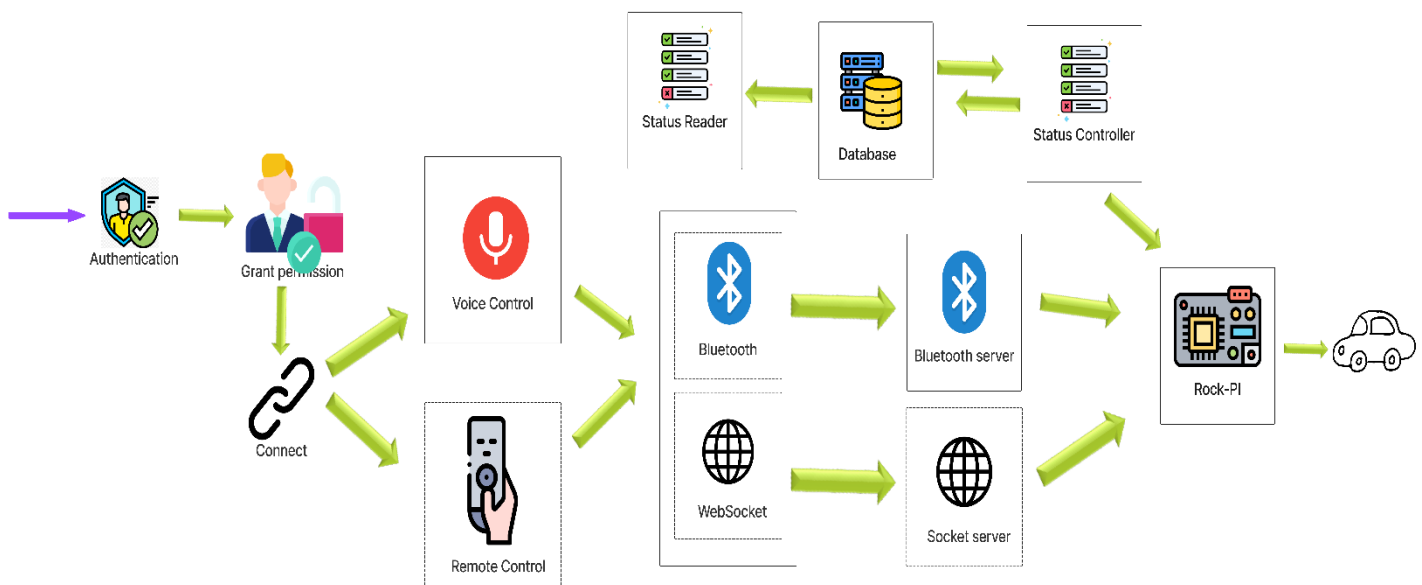 Status Reader
Database
Status Controller
Authentication
Grant permission
Voice Control
Connect
Remote Control
Bluetooth
Bluetooth server
WebSocket
Socket server
Rock-PI